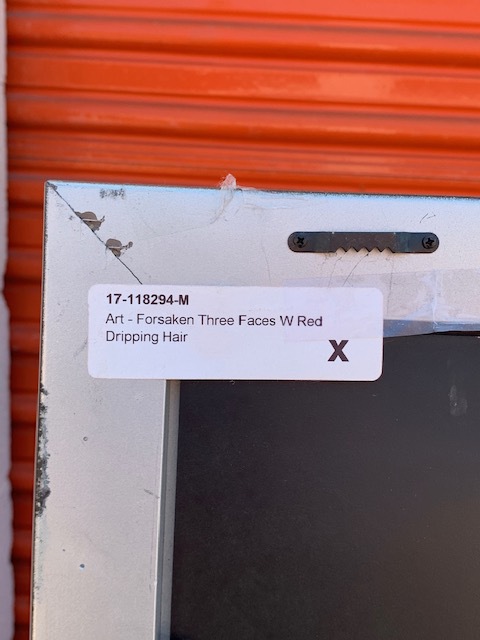 17-118294-M
Art - Forsaken Three Faces W Red
Dripping Hair
X